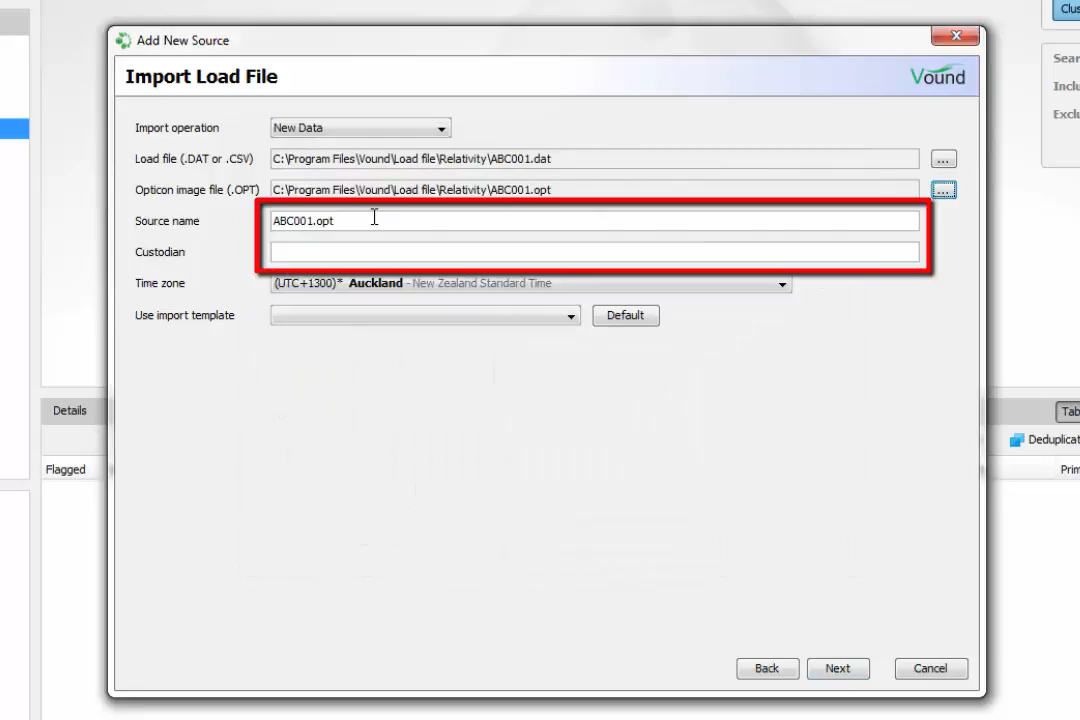 Add New Source
Import Load File
Vound
Import operation
New Data
Load file (.DAT or .CSV)
C:\Program Files\Vound\Load file\Relativity\ABC001.dat
...
Opticon image file (.OPT)
C:\Program Files\Vound\Load file\Relativity\ABC001.opt
...
Source name
ABC001.opt
Custodian
Time zone
(UTC+1300)* Auckland - New Zealand Standard Time
Use import template
Default
Back
Next
Cancel
Details
Flagged
Clus
Sear
Inclu
Exclu
Tab
Deduplicat
Prim